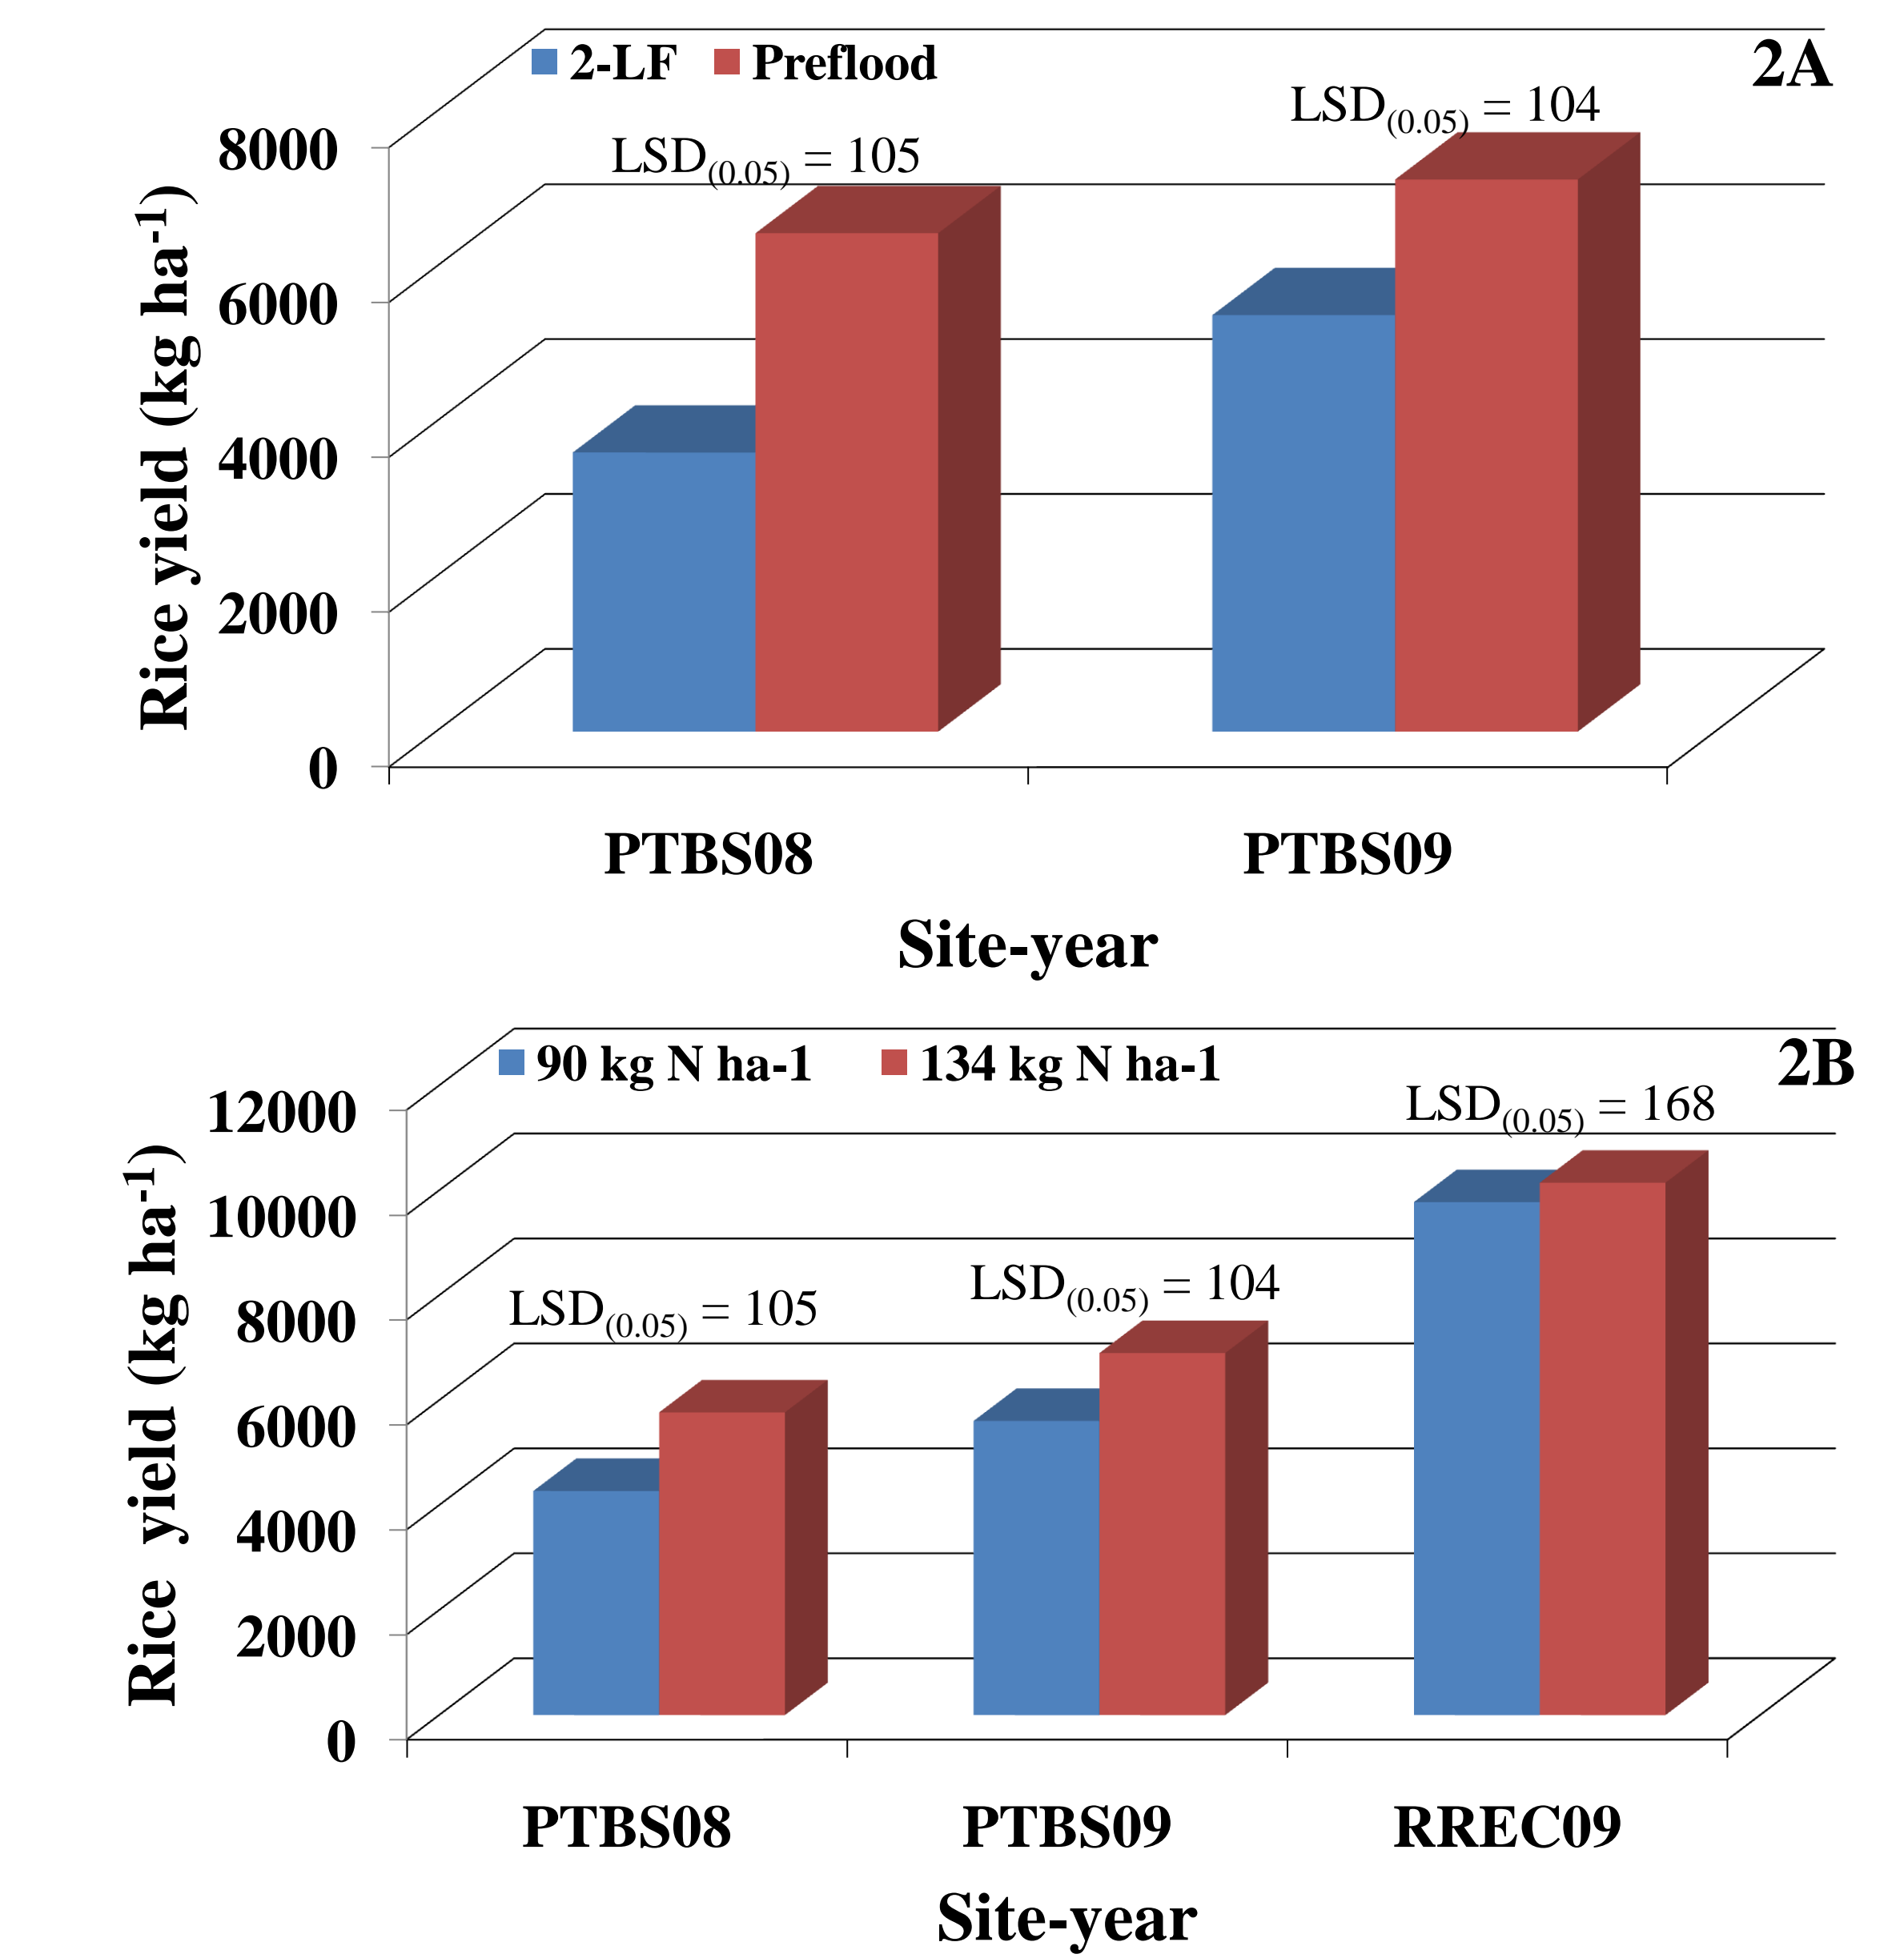 2A
2-LF Preflood
LSD(0.05) = 104
LSD(0.05) = 105
8000
6000
4000
2000
0
Rice yield (kg ha-1)
PTBS08 PTBS09
Site-year
2B
90 kg N ha-1 134 kg N ha-1
LSD(0.05) = 168
LSD(0.05) = 104
LSD(0.05) = 105
12000
10000
8000
6000
4000
2000
0
Rice yield (kg ha-1)
PTBS08 PTBS09 RREC09
Site-year